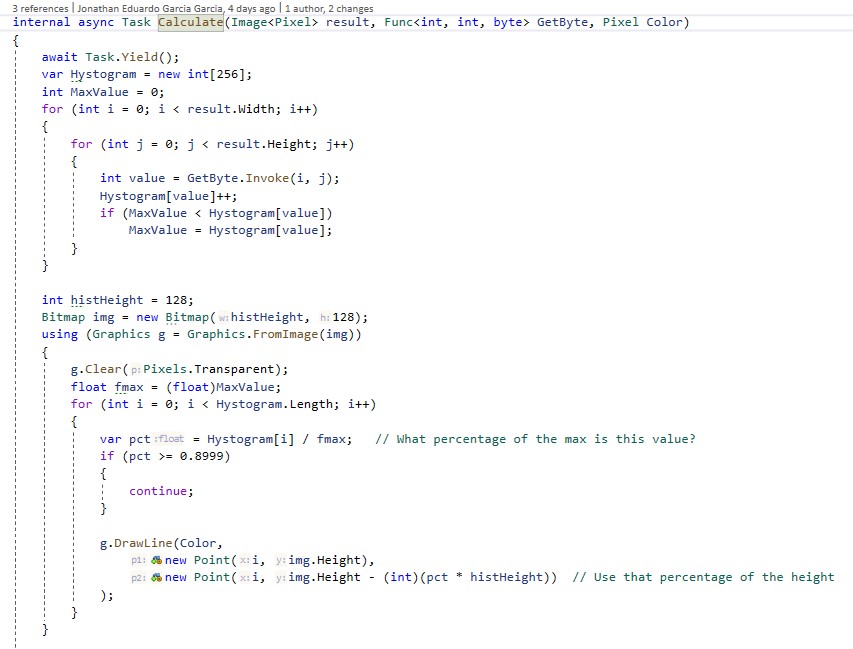 3 references | Jonathan Eduardo Garcia Garcia, 4 days ago | 1 author, 2 changes
internal async Task Calculate(Image<Pixel> result, Func<int, int, byte> GetByte, Pixel Color)
{
await Task.Yield();
var Hystogram = new int[256];
int MaxValue = 0;
for (int i = 0; i < result.Width; i++)
{
for (int j = 0; j < result.Height; j++)
{
int value = GetByte.Invoke(i, j);
Hystogram[value]++;
if (MaxValue < Hystogram[value])
MaxValue = Hystogram[value];
}
}
int histHeight = 128;
Bitmap img = new Bitmap(w: histHeight, h: 128);
using (Graphics g = Graphics.FromImage(img))
{
g.Clear(p: Pixels.Transparent);
float fmax = (float)MaxValue;
for (int i = 0; i < Hystogram.Length; i++)
{
var pct :float = Hystogram[i] / fmax;   // What percentage of the max is this value?
if (pct >= 0.8999)
{
continue;
}
g.DrawLine(Color,
p1: new Point(x: i, y: img.Height),
p2: new Point(x: i, y: img.Height - (int)(pct * histHeight))  // Use that percentage of the height
);
}
}